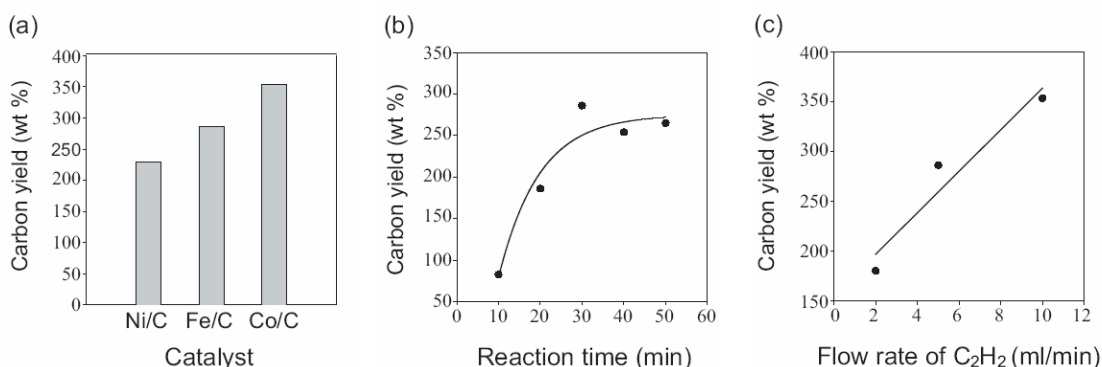 (a)
Carbon yield (wt %)
400
350
300
250
200
150
100
50
0
Ni/C Fe/C Co/C
Catalyst
(b)
Carbon yield (wt %)
350
300
250
200
150
100
50
0 10 20 30 40 50 60
Reaction time (min)
(c)
Carbon yield (wt %)
400
350
300
250
200
150
0 2 4 6 8 10 12
Flow rate of C₂H₂ (ml/min)